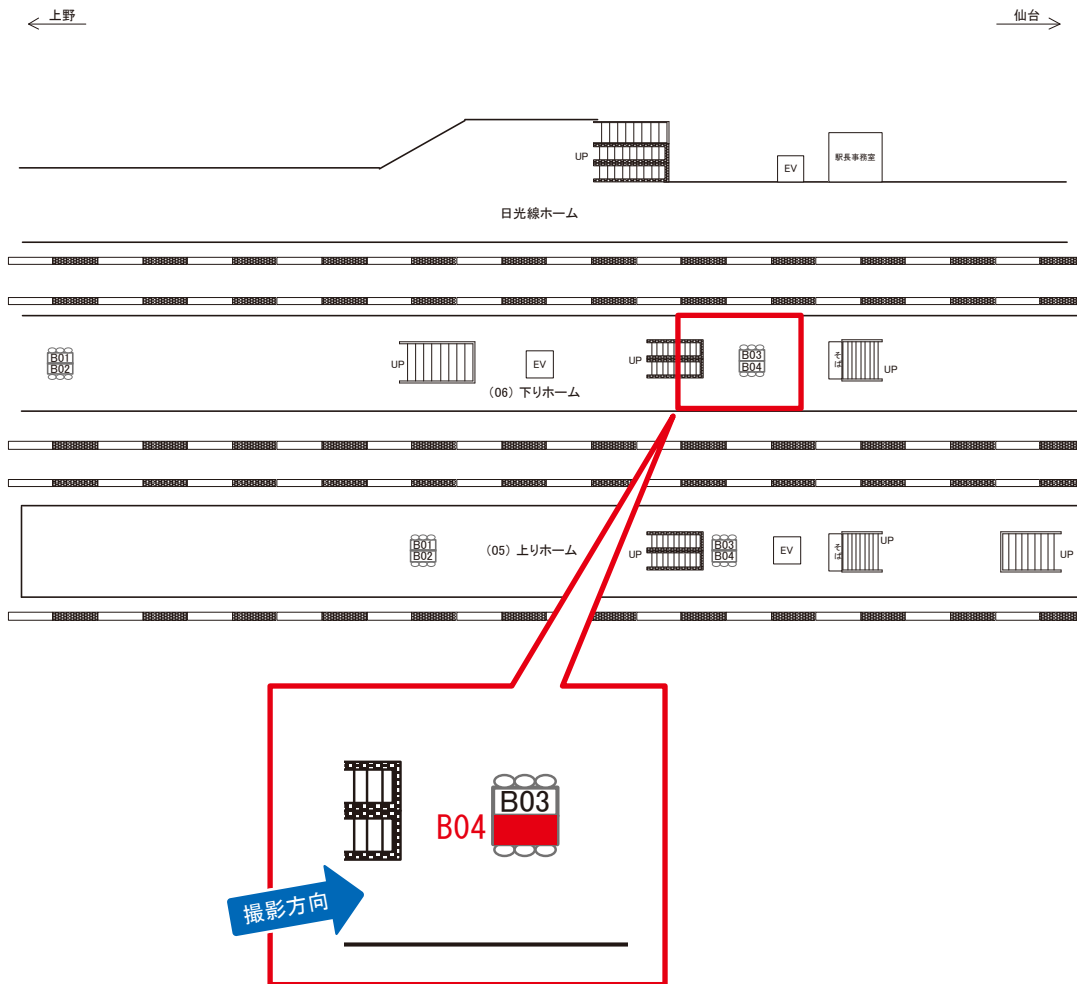 上野
仙台
UP
EV
駅長事務室
日光線ホーム
B01
B02
UP
EV
(06) 下りホーム
UP
B03
B04
そば
UP
B01
B02
(05) 上りホーム
UP
B03
B04
EV
そば
UP
UP
B03
B04
撮影方向